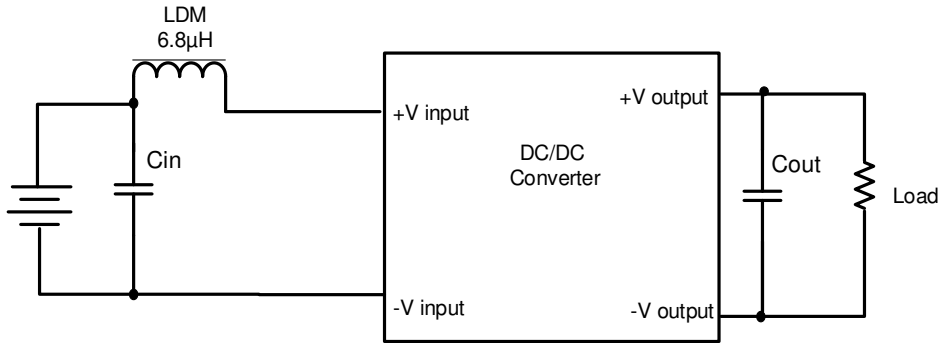 LDM
6.8µH
+V input
+V output
DC/DC
Converter
Cin
Cout
Load
-V input
-V output